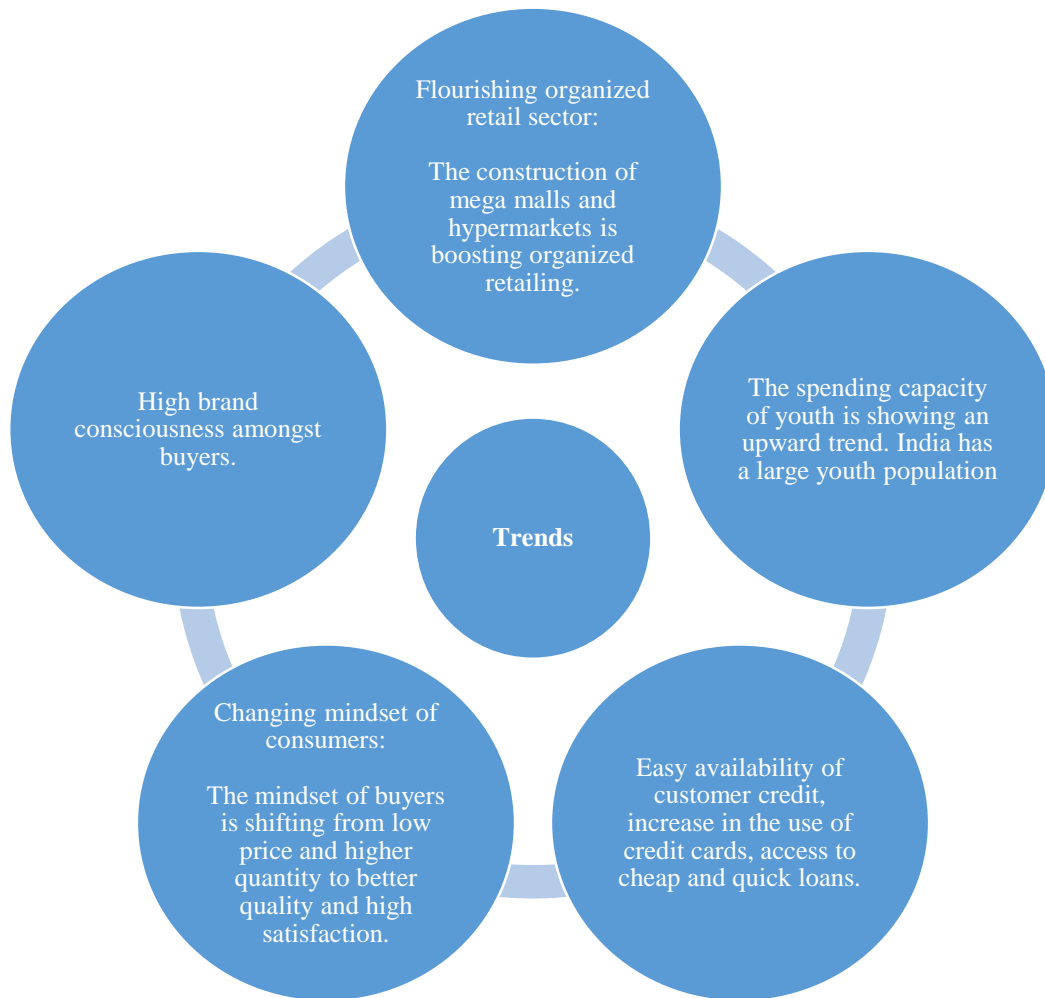 Flourishing organized
retail sector:
The construction of
mega malls and
hypermarkets is
boosting organized
retailing.
The spending capacity
of youth is showing an
upward trend. India has
a large youth population
Easy availability of
customer credit,
increase in the use of
credit cards, access to
cheap and quick loans.
Changing mindset of
consumers:
The mindset of buyers
is shifting from low
price and higher
quantity to better
quality and high
satisfaction.
High brand
consciousness amongst
buyers.
Trends